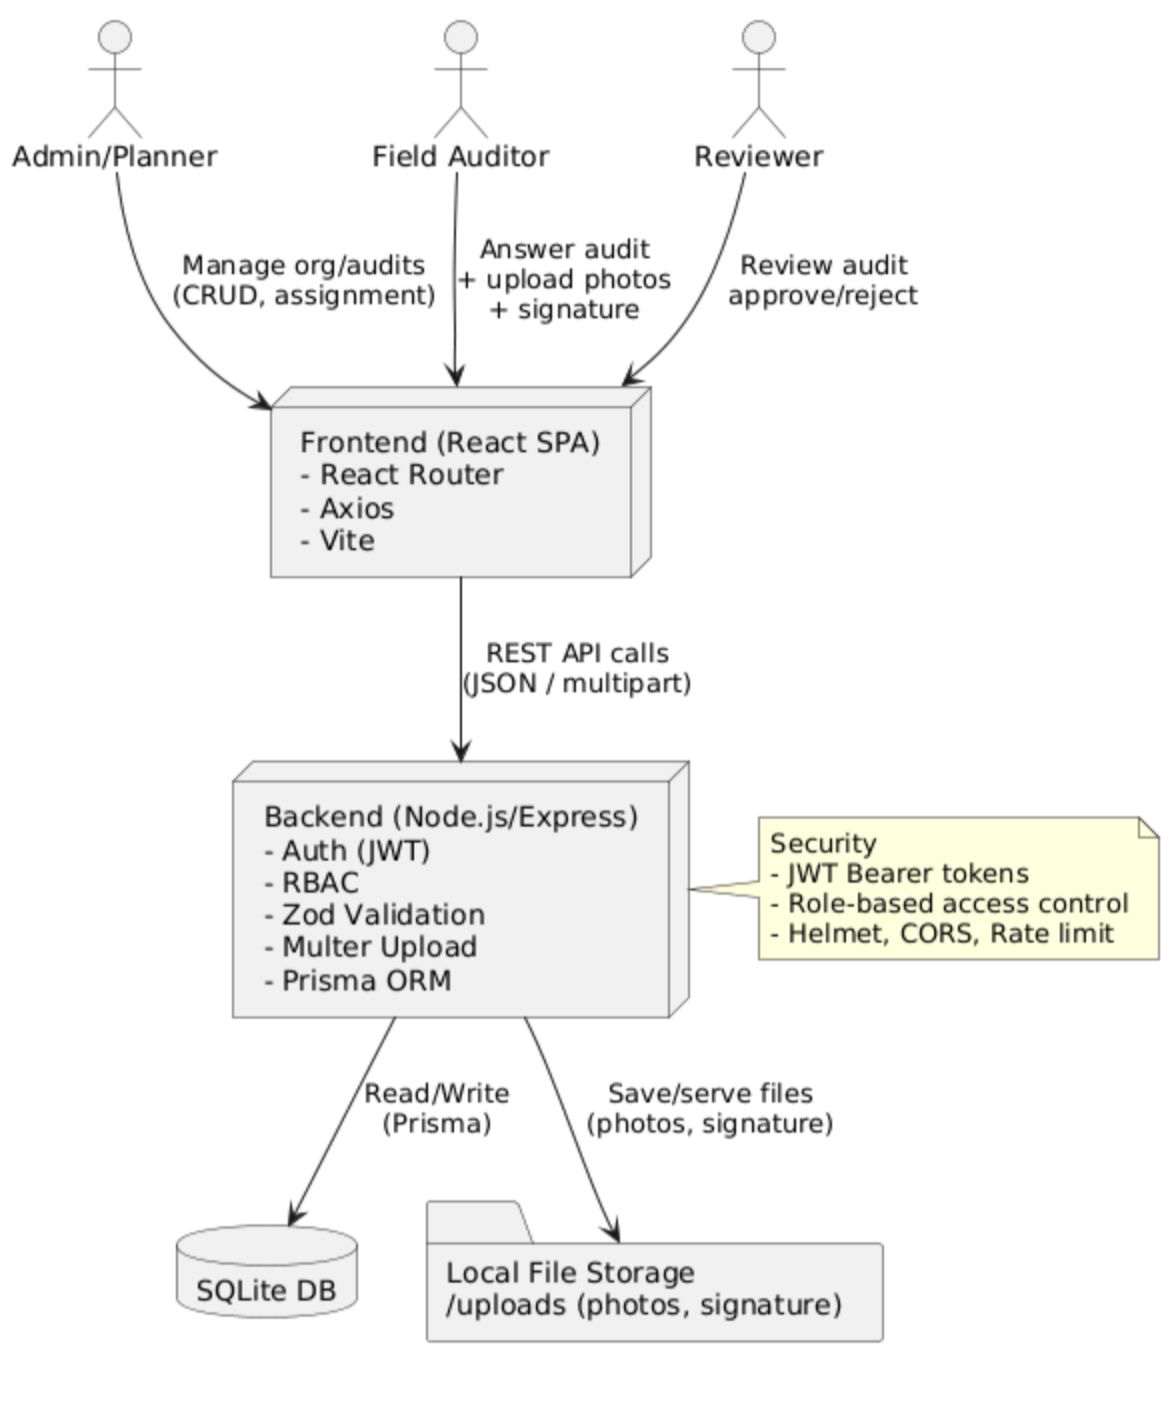 Admin/Planner
Field Auditor
Reviewer
Manage org/audits
(CRUD, assignment)
Answer audit
+ upload photos
+ signature
Review audit
approve/reject
Frontend (React SPA)
- React Router
- Axios
- Vite
REST API calls
(JSON / multipart)
Backend (Node.js/Express)
- Auth (JWT)
- RBAC
- Zod Validation
- Multer Upload
- Prisma ORM
Security
- JWT Bearer tokens
- Role-based access control
- Helmet, CORS, Rate limit
Read/Write
(Prisma)
Save/serve files
(photos, signature)
SQLite DB
Local File Storage
/uploads (photos, signature)